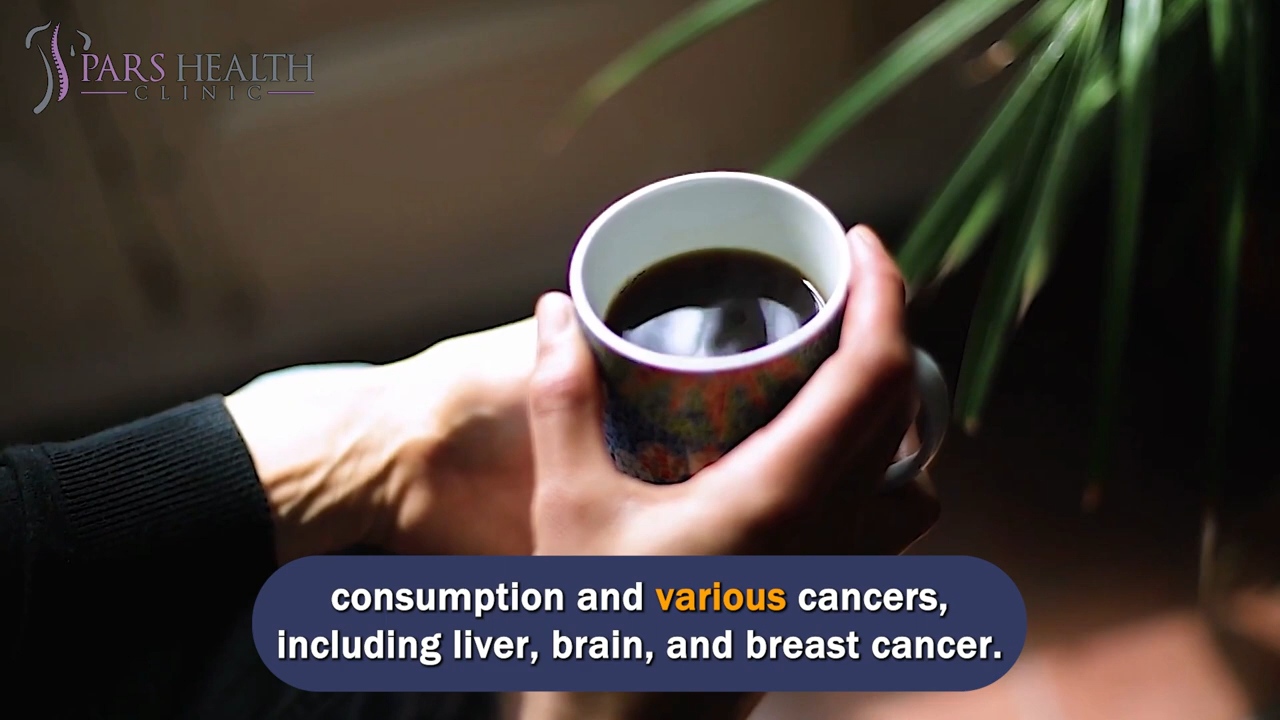 PARS HEALTH
CLINIC
consumption and various cancers,
including liver, brain, and breast cancer.